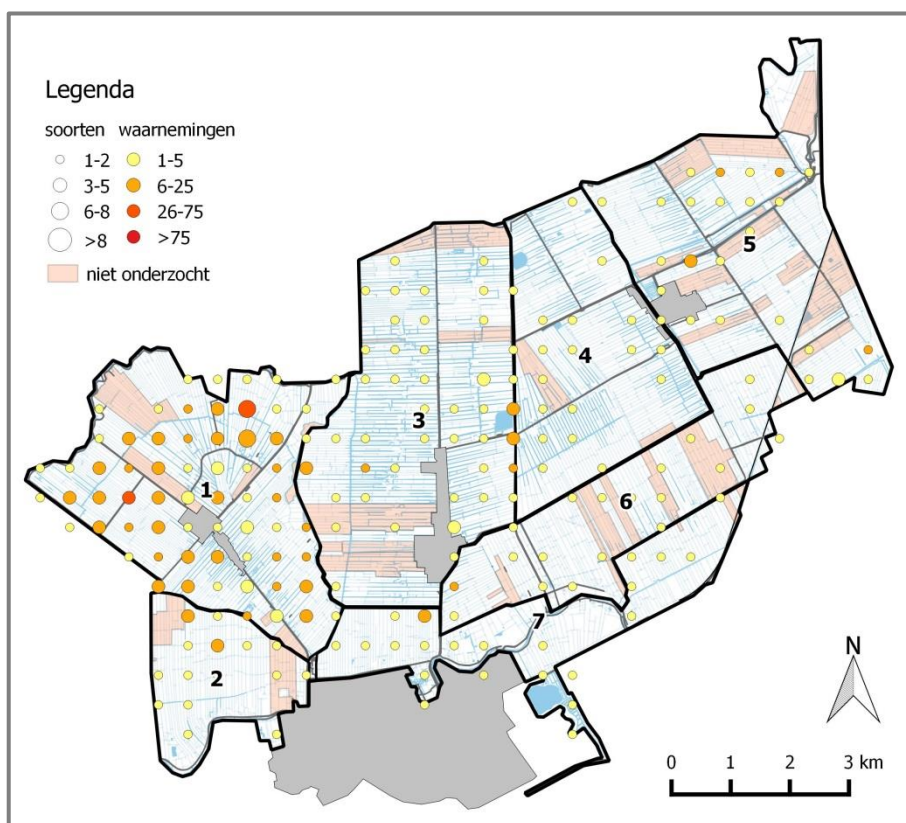 Legenda
soorten waarnemingen
1-2 1-5
3-5 6-25
6-8 26-75
>8 >75
niet onderzocht
5
4
3
1
6
7
2
N
0 1 2 3 km